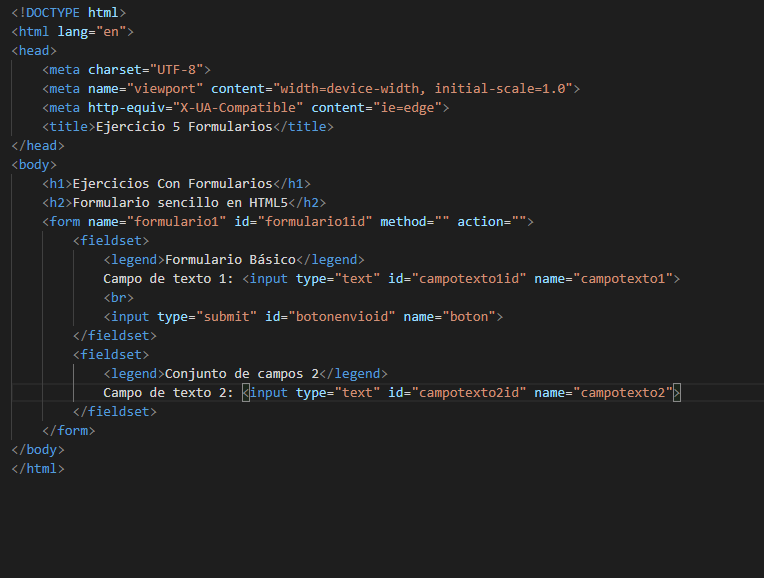 <!DOCTYPE html>
<html lang="en">
<head>
    <meta charset="UTF-8">
    <meta name="viewport" content="width=device-width, initial-scale=1.0">
    <meta http-equiv="X-UA-Compatible" content="ie=edge">
    <title>Ejercicio 5 Formularios</title>
</head>
<body>
    <h1>Ejercicios Con Formularios</h1>
    <h2>Formulario sencillo en HTML5</h2>
    <form name="formulario1" id="formulario1id" method="" action="">
        <fieldset>
            <legend>Formulario Básico</legend>
            Campo de texto 1: <input type="text" id="campotexto1id" name="campotexto1">
            <br>
            <input type="submit" id="botonenvioid" name="boton">
        </fieldset>
        <fieldset>
            <legend>Conjunto de campos 2</legend>
            Campo de texto 2: <input type="text" id="campotexto2id" name="campotexto2">
        </fieldset>
    </form>
</body>
</html>